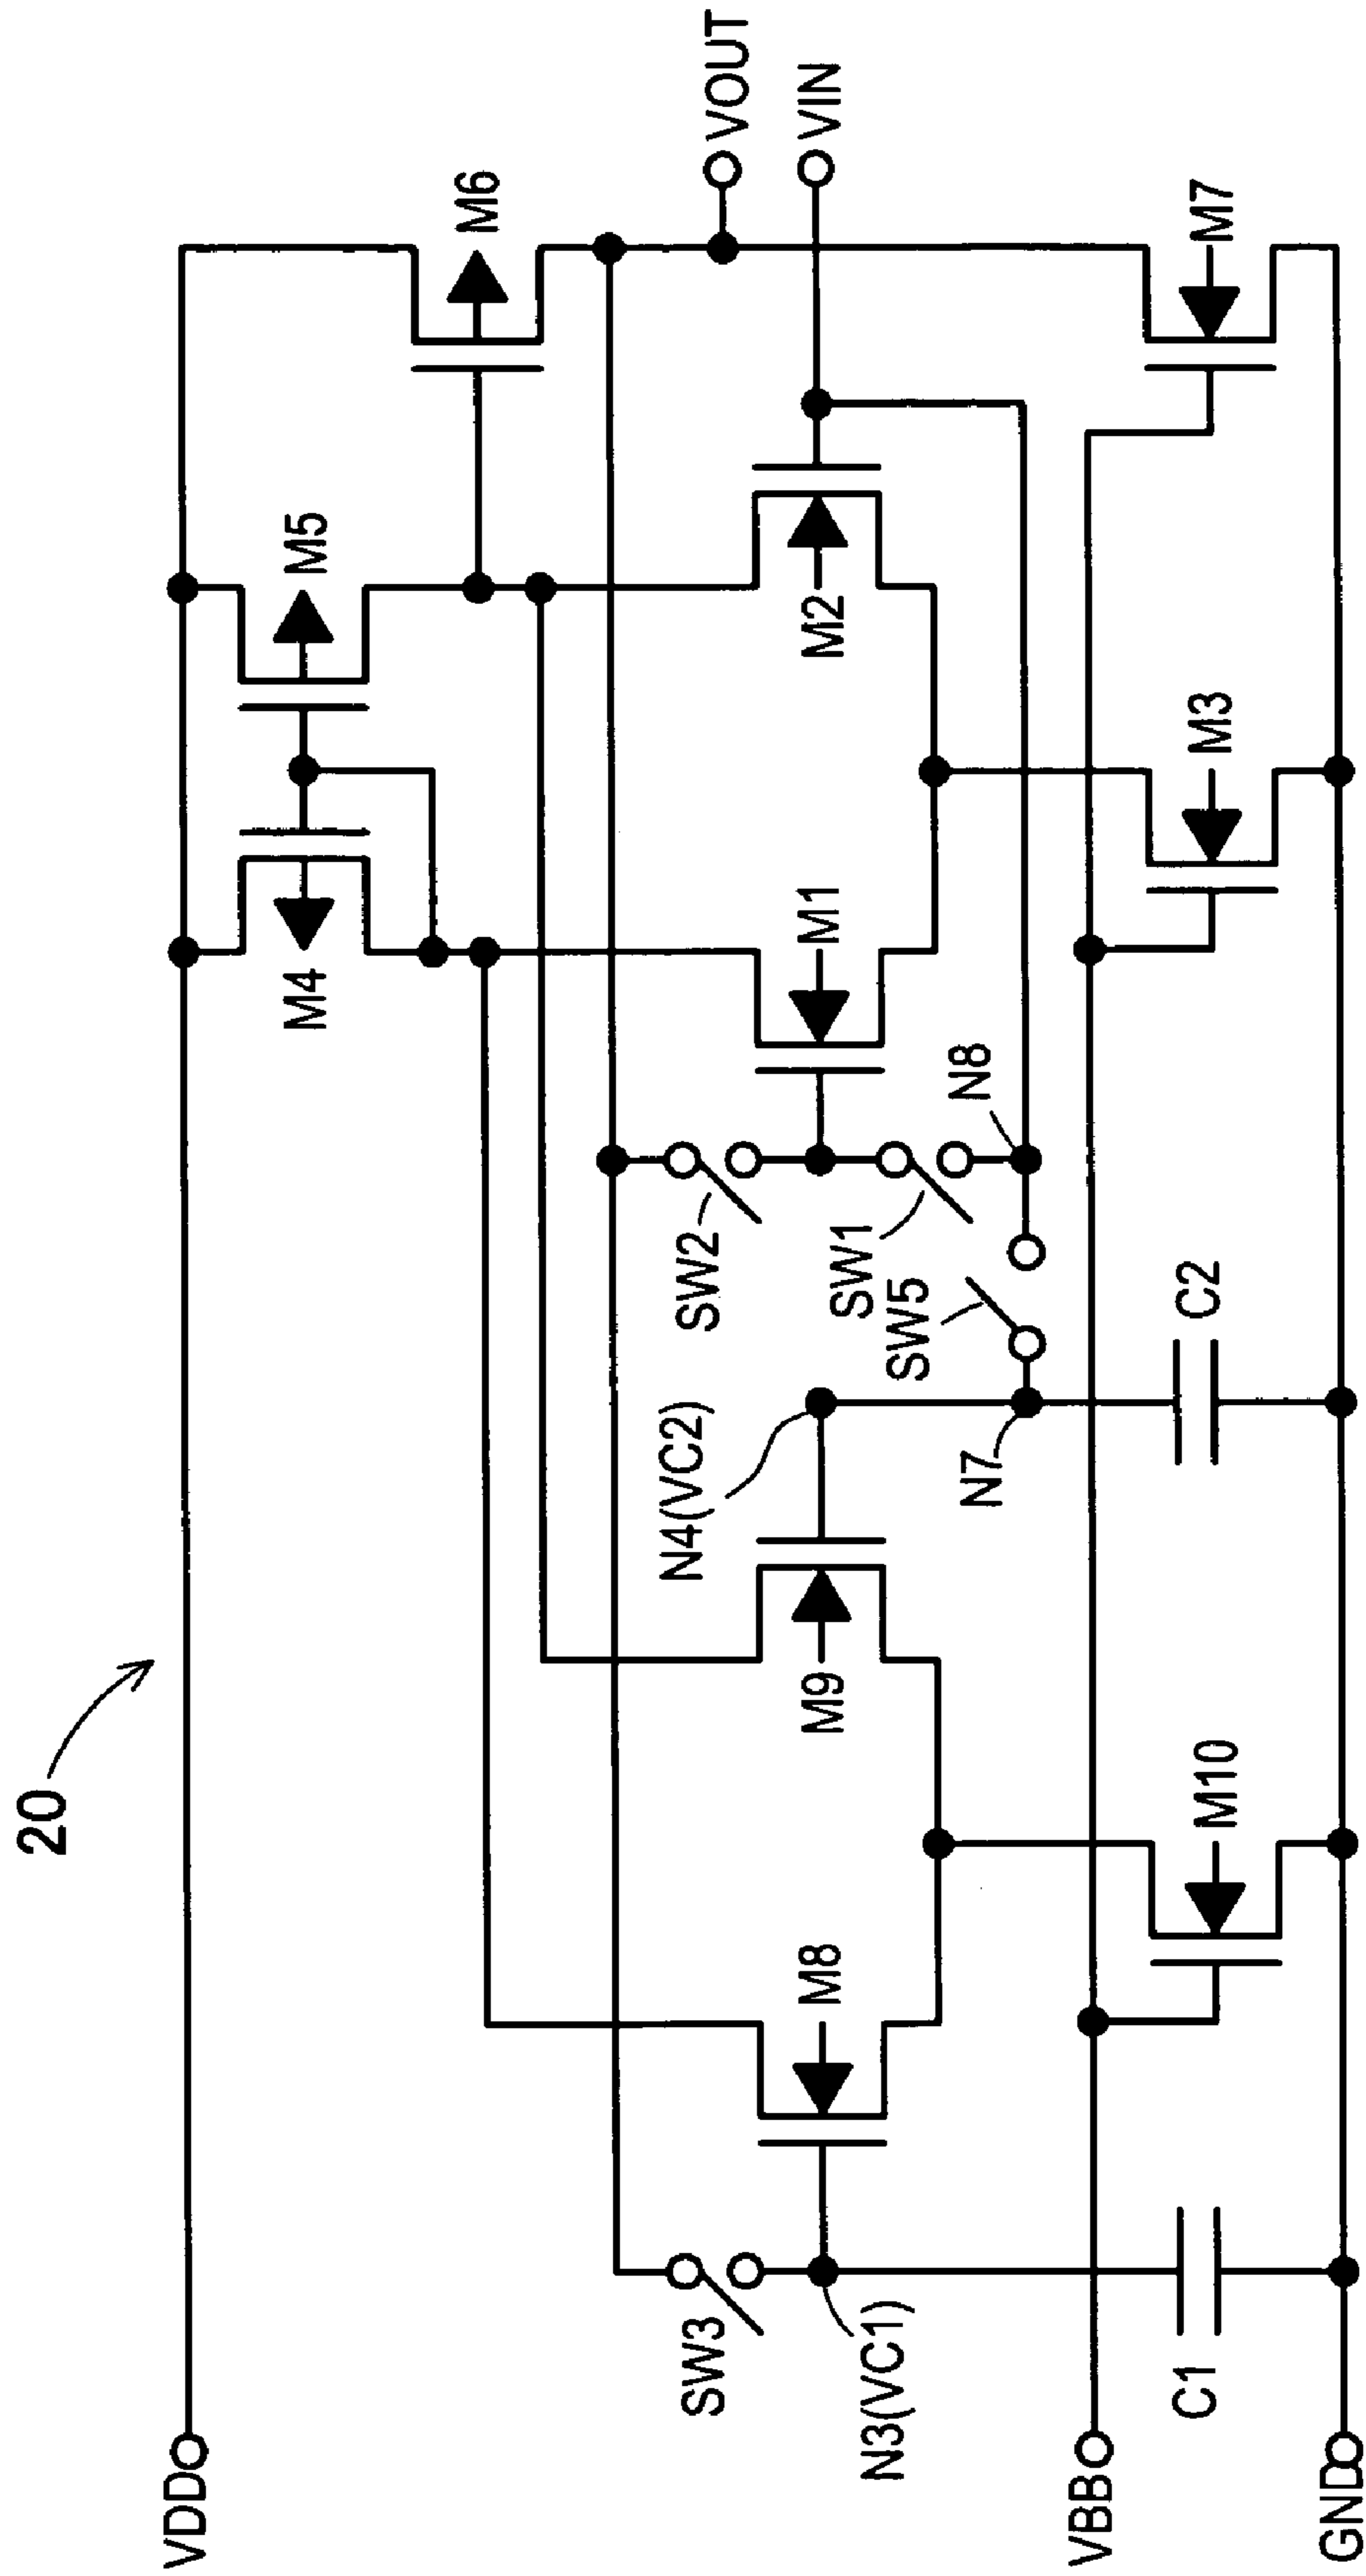 20
VDD
M4
M5
M6
VOUT
VIN
SW3
N3(VC1)
M8
M9
N4(VC2)
SW2
SW1
SW5
N7
N8
M1
M2
VBB
C1
M10
C2
M3
M7
GND